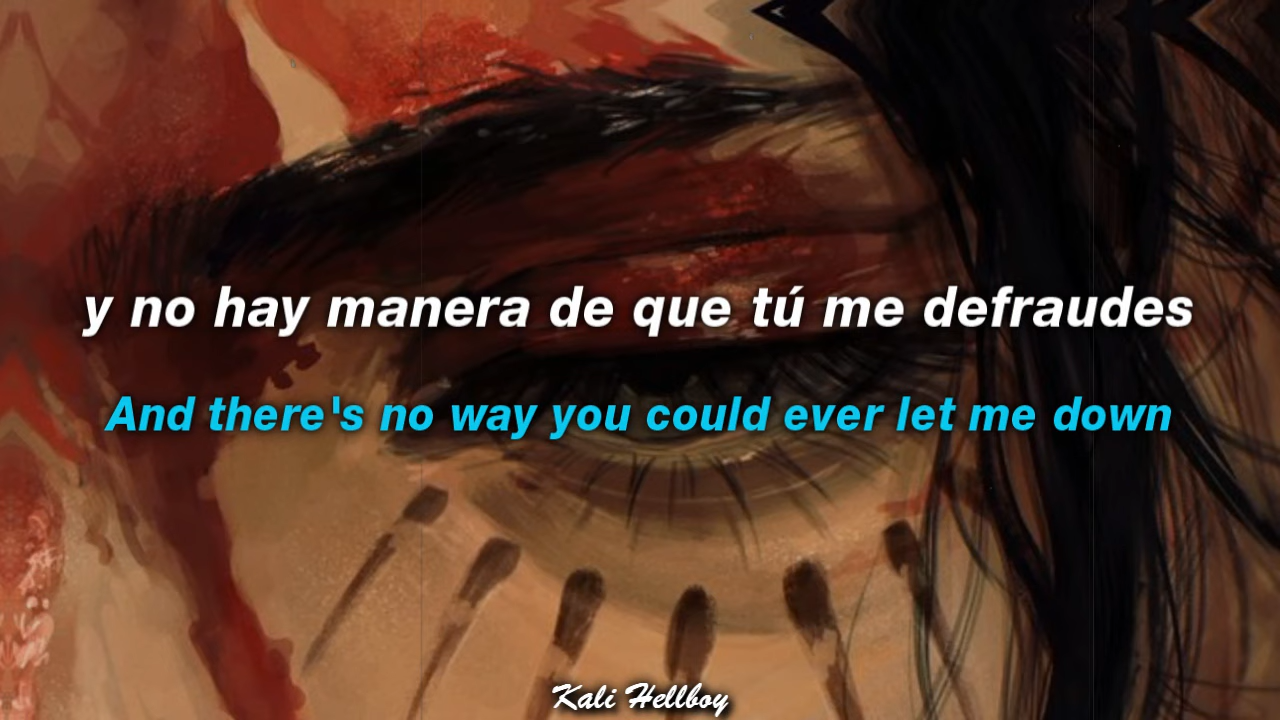 y no hay manera de que tú me defraudes
And there's no way you could ever let me down
Kali Hellboy